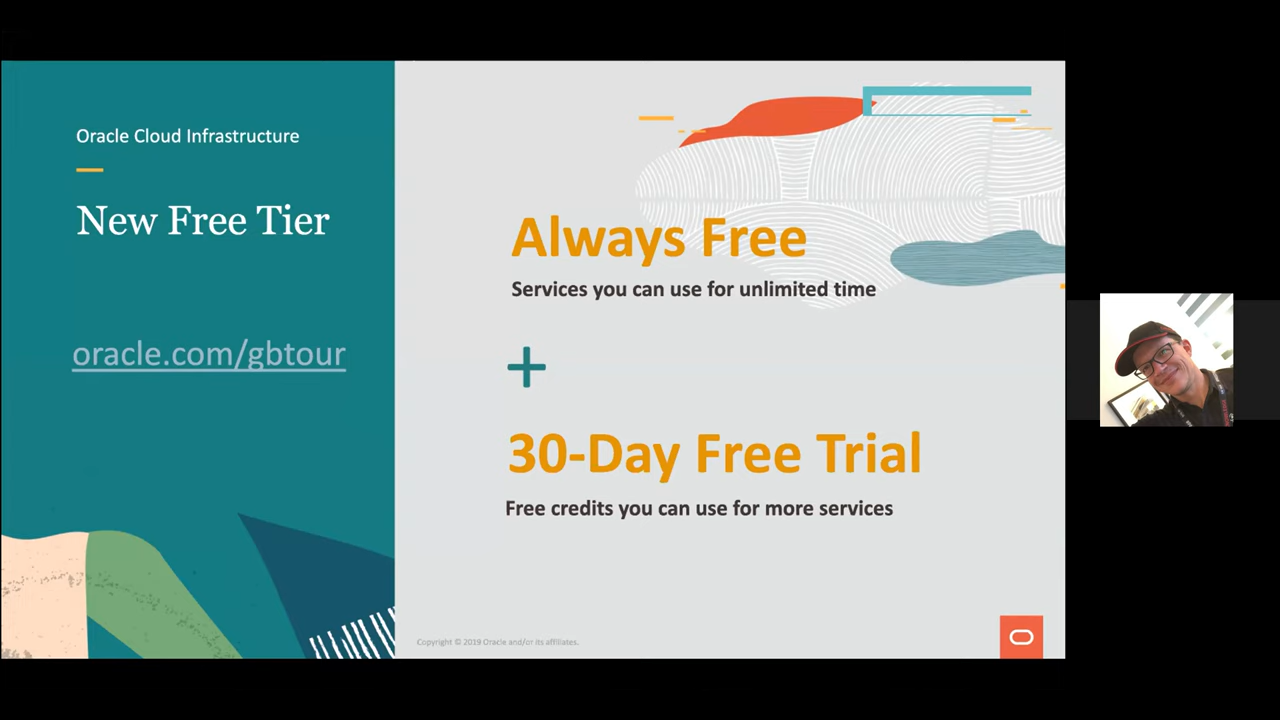 Oracle Cloud Infrastructure
New Free Tier
oracle.com/gbtour
Always Free
Services you can use for unlimited time
+
30-Day Free Trial
Free credits you can use for more services
Copyright © 2019 Oracle and/or its affiliates.